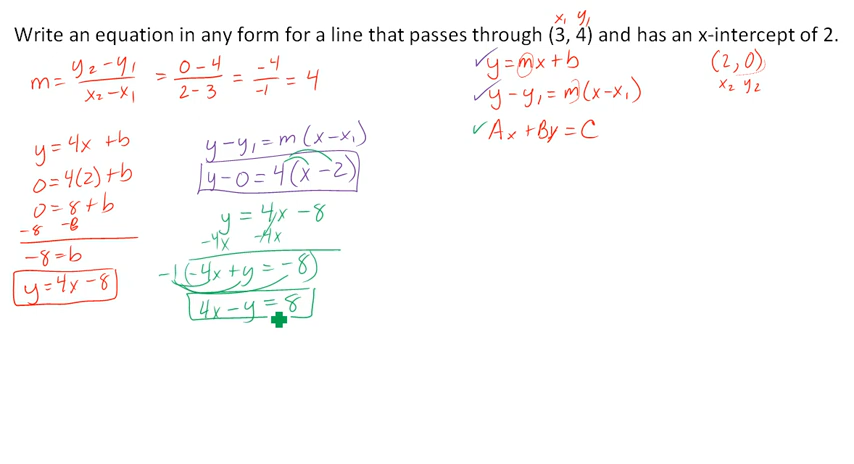 Write an equation in any form for a line that passes through (3, 4) and has an x-intercept of 2.
x₁ y₁
m = (y₂ − y₁)/(x₂ − x₁) = (0 − 4)/(2 − 3) = −4/−1 = 4
✓ y = mx + b
✓ y − y₁ = m(x − x₁)
✓ Ax + By = C
(2, 0)
x₂ y₂
y = 4x + b
0 = 4(2) + b
0 = 8 + b
−8 −8
−8 = b
y = 4x − 8
y − y₁ = m(x − x₁)
y − 0 = 4(x − 2)
y = 4x − 8
−4x −4x
−1(−4x + y = −8)
4x − y = 8